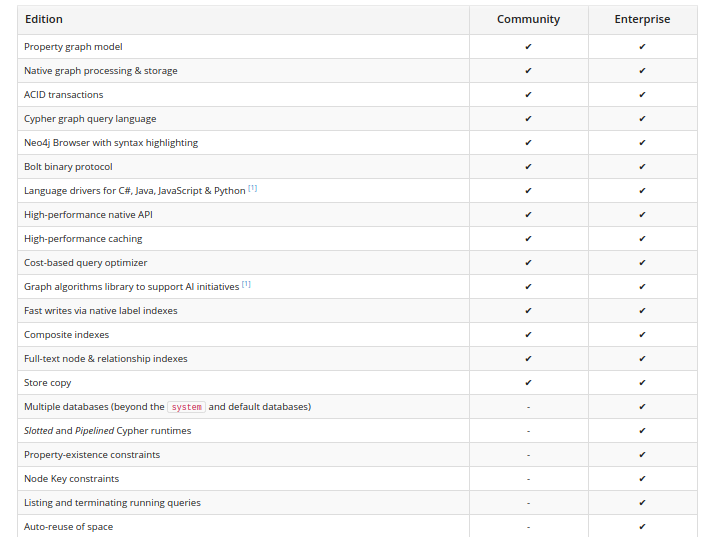 Edition Community Enterprise
Property graph model ✔ ✔
Native graph processing & storage ✔ ✔
ACID transactions ✔ ✔
Cypher graph query language ✔ ✔
Neo4j Browser with syntax highlighting ✔ ✔
Bolt binary protocol ✔ ✔
Language drivers for C#, Java, JavaScript & Python [1] ✔ ✔
High-performance native API ✔ ✔
High-performance caching ✔ ✔
Cost-based query optimizer ✔ ✔
Graph algorithms library to support AI initiatives [1] ✔ ✔
Fast writes via native label indexes ✔ ✔
Composite indexes ✔ ✔
Full-text node & relationship indexes ✔ ✔
Store copy ✔ ✔
Multiple databases (beyond the system and default databases) - ✔
Slotted and Pipelined Cypher runtimes - ✔
Property-existence constraints - ✔
Node Key constraints - ✔
Listing and terminating running queries - ✔
Auto-reuse of space - ✔